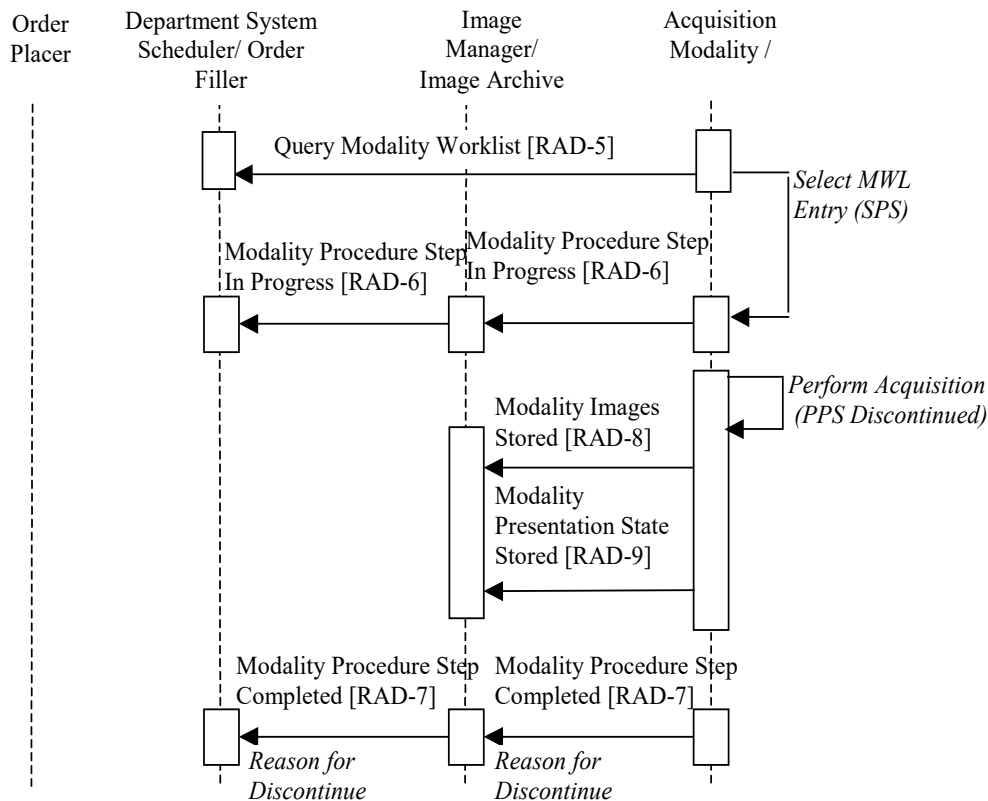 Order
Placer
Department System
Scheduler/ Order
Filler
Image
Manager/
Image Archive
Acquisition
Modality /
Query Modality Worklist [RAD-5]
Select MWL
Entry (SPS)
Modality Procedure Step
In Progress [RAD-6]
Modality Procedure Step
In Progress [RAD-6]
Perform Acquisition
(PPS Discontinued)
Modality Images
Stored [RAD-8]
Modality
Presentation State
Stored [RAD-9]
Modality Procedure Step
Completed [RAD-7]
Modality Procedure Step
Completed [RAD-7]
Reason for
Discontinue
Reason for
Discontinue